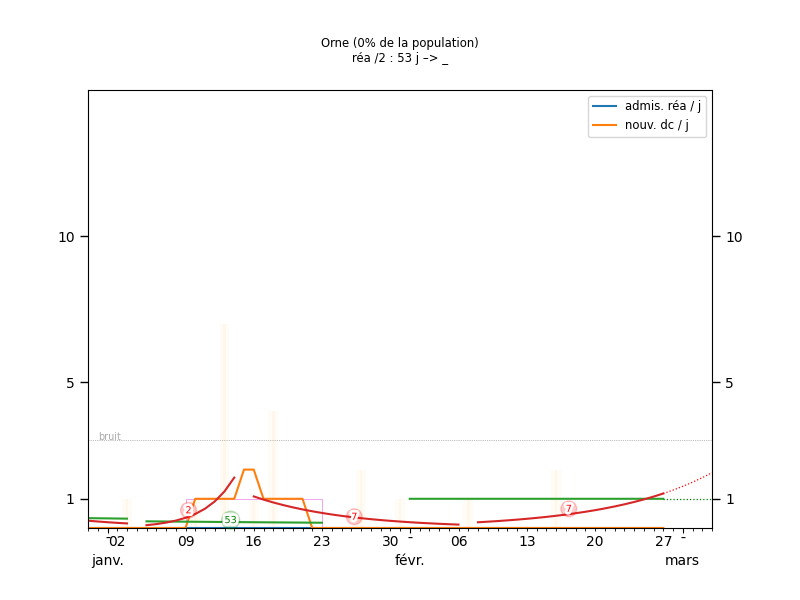 Orne (0% de la population)
réa /2 : 53 j –> _
admis. réa / j
nouv. dc / j
10 10
5 5
bruit
1 1
2 53 7 7
02 09 16 23 30 06 13 20 27
janv. févr. mars